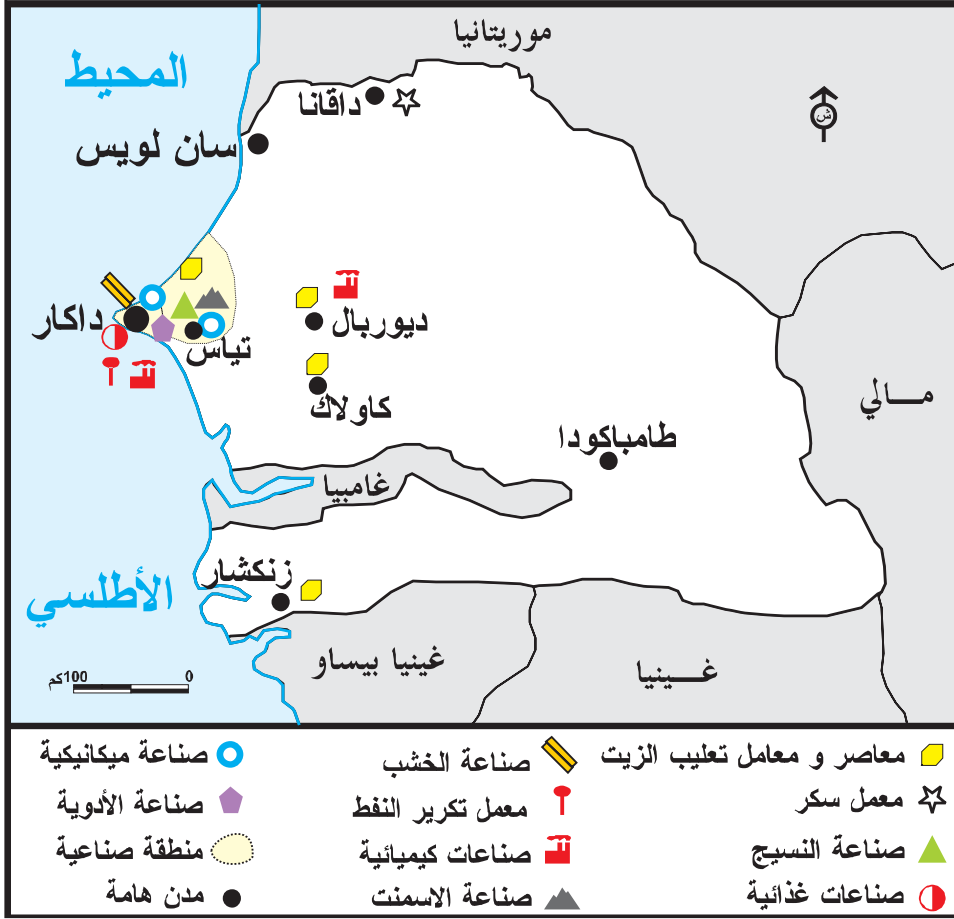 موريتانيا
المحيط
داقانا
ش
سان لويس
داكار
تياس
ديوربال
كاولاك
مـــالي
طامباكودا
غامبيا
زنكشار
الأطلسي
غينيا بيساو
غـــينيا
100كم 0
معاصر و معامل تعليب الزيت
صناعة الخشب
صناعة ميكانيكية
معمل سكر
معمل تكرير النفط
صناعة الأدوية
صناعة النسيج
صناعات كيميائية
منطقة صناعية
صناعات غذائية
صناعة الاسمنت
مدن هامة